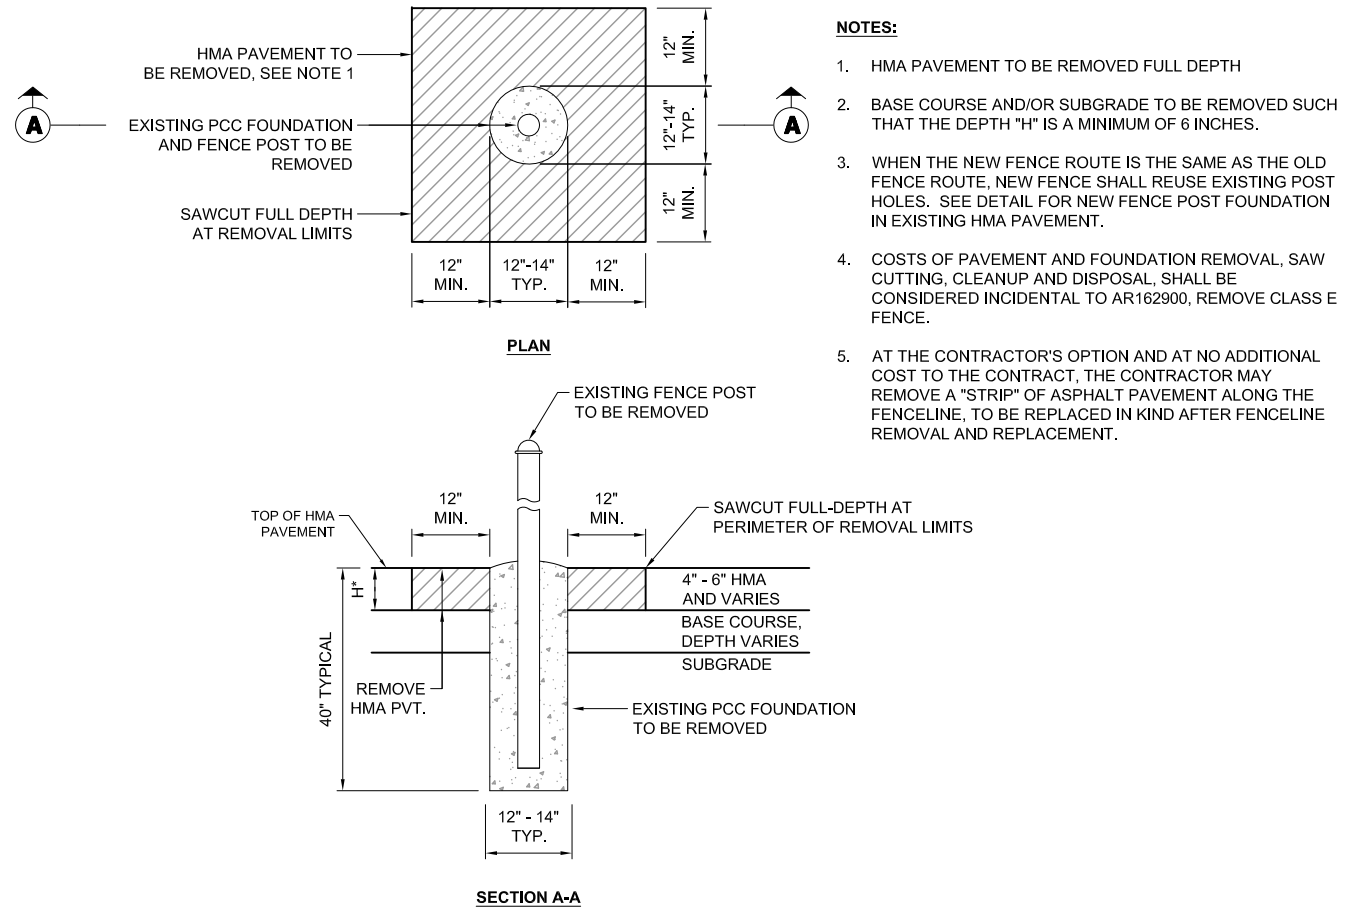 HMA PAVEMENT TO
BE REMOVED, SEE NOTE 1
EXISTING PCC FOUNDATION
AND FENCE POST TO BE
REMOVED
SAWCUT FULL DEPTH
AT REMOVAL LIMITS
A
A
12"
MIN.
12"-14"
TYP.
12"
MIN.
12"
MIN.
12"-14"
TYP.
12"
MIN.
PLAN
EXISTING FENCE POST
TO BE REMOVED
12"
MIN.
12"
MIN.
TOP OF HMA
PAVEMENT
SAWCUT FULL-DEPTH AT
PERIMETER OF REMOVAL LIMITS
H*
4" - 6" HMA
AND VARIES
BASE COURSE,
DEPTH VARIES
SUBGRADE
40" TYPICAL
REMOVE
HMA PVT.
EXISTING PCC FOUNDATION
TO BE REMOVED
12" - 14"
TYP.
SECTION A-A
NOTES:
1. HMA PAVEMENT TO BE REMOVED FULL DEPTH
2. BASE COURSE AND/OR SUBGRADE TO BE REMOVED SUCH
THAT THE DEPTH "H" IS A MINIMUM OF 6 INCHES.
3. WHEN THE NEW FENCE ROUTE IS THE SAME AS THE OLD
FENCE ROUTE, NEW FENCE SHALL REUSE EXISTING POST
HOLES. SEE DETAIL FOR NEW FENCE POST FOUNDATION
IN EXISTING HMA PAVEMENT.
4. COSTS OF PAVEMENT AND FOUNDATION REMOVAL, SAW
CUTTING, CLEANUP AND DISPOSAL, SHALL BE
CONSIDERED INCIDENTAL TO AR162900, REMOVE CLASS E
FENCE.
5. AT THE CONTRACTOR'S OPTION AND AT NO ADDITIONAL
COST TO THE CONTRACT, THE CONTRACTOR MAY
REMOVE A "STRIP" OF ASPHALT PAVEMENT ALONG THE
FENCELINE, TO BE REPLACED IN KIND AFTER FENCELINE
REMOVAL AND REPLACEMENT.